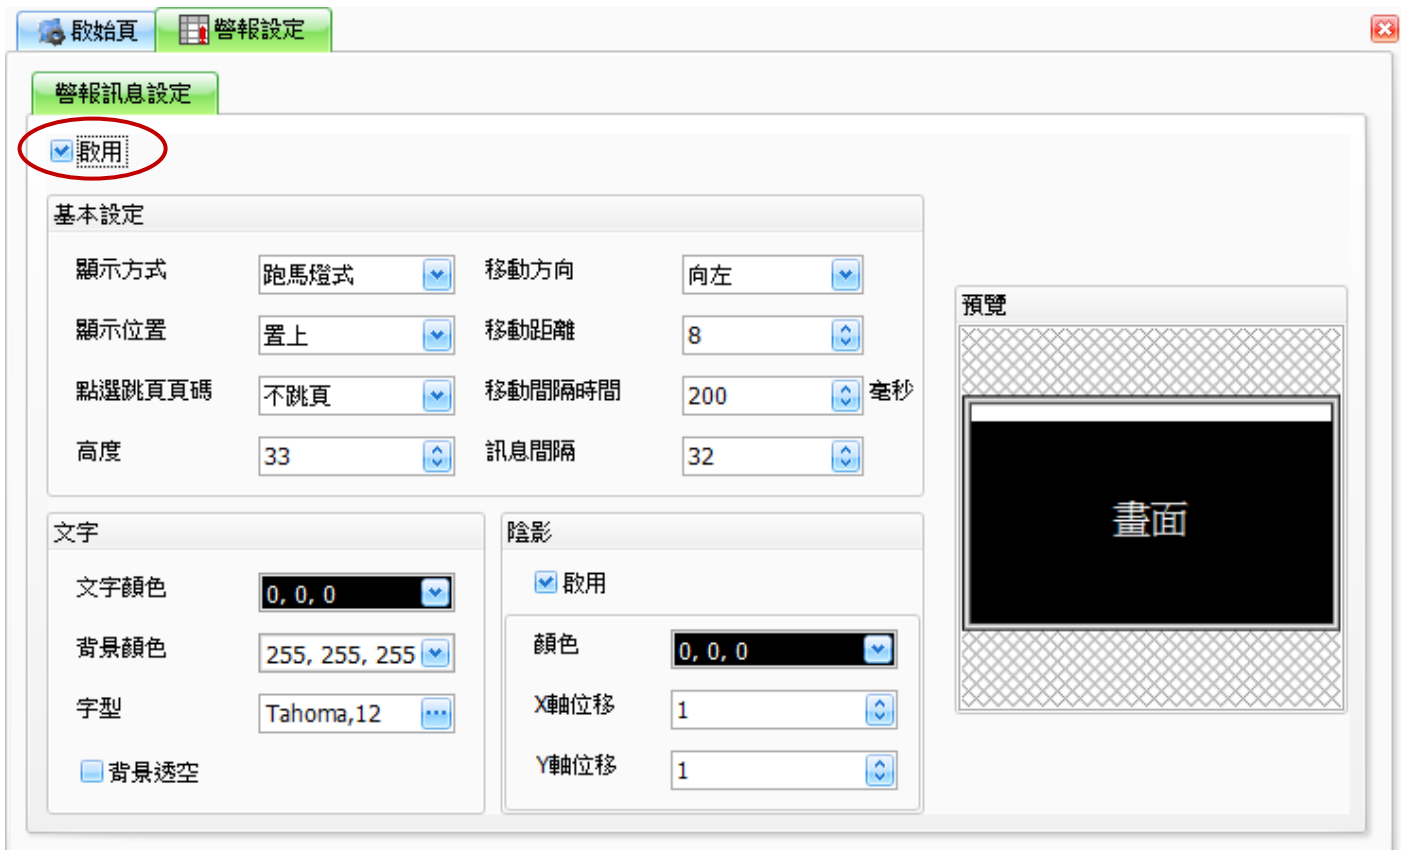 啟始頁 警報設定
警報訊息設定
啟用
基本設定
顯示方式 跑馬燈式 移動方向 向左
顯示位置 置上 移動距離 8
點選跳頁頁碼 不跳頁 移動間隔時間 200 毫秒
高度 33 訊息間隔 32
預覽
畫面
文字
文字顏色 0, 0, 0
背景顏色 255, 255, 255
字型 Tahoma,12
背景透空
陰影
啟用
顏色 0, 0, 0
X軸位移 1
Y軸位移 1